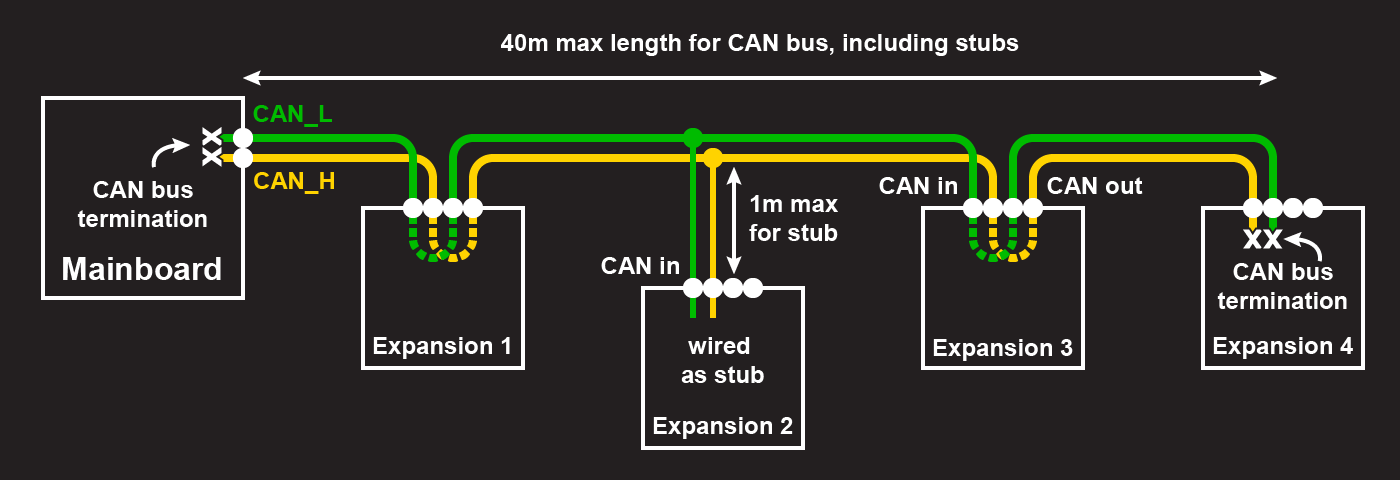 40m max length for CAN bus, including stubs
CAN_L
CAN_H
CAN bus
termination
Mainboard
Expansion 1
CAN in
1m max
for stub
wired
as stub
Expansion 2
CAN in
CAN out
Expansion 3
CAN bus
termination
Expansion 4